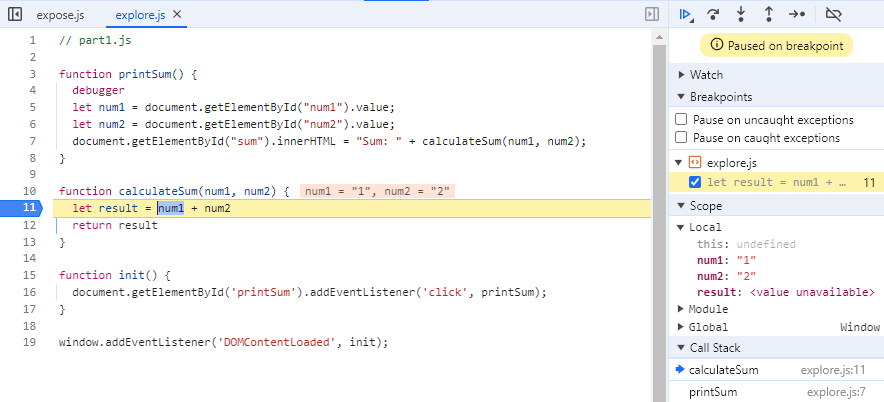 expose.js explore.js
1 // part1.js
2
3 function printSum() {
4 debugger
5 let num1 = document.getElementById("num1").value;
6 let num2 = document.getElementById("num2").value;
7 document.getElementById("sum").innerHTML = "Sum: " + calculateSum(num1, num2);
8 }
9
10 function calculateSum(num1, num2) { num1 = "1", num2 = "2"
11 let result = num1 + num2
12 return result
13 }
14
15 function init() {
16 document.getElementById('printSum').addEventListener('click', printSum);
17 }
18
19 window.addEventListener('DOMContentLoaded', init);
Paused on breakpoint
Watch
Breakpoints
Pause on uncaught exceptions
Pause on caught exceptions
explore.js
let result = num1 + … 11
Scope
Local
this: undefined
num1: "1"
num2: "2"
result: <value unavailable>
Module
Global Window
Call Stack
calculateSum explore.js:11
printSum explore.js:7